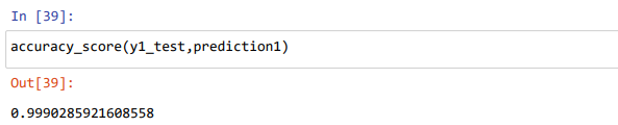 In [39]:
accuracy_score(y1_test,prediction1)
Out[39]:
0.9990285921608558